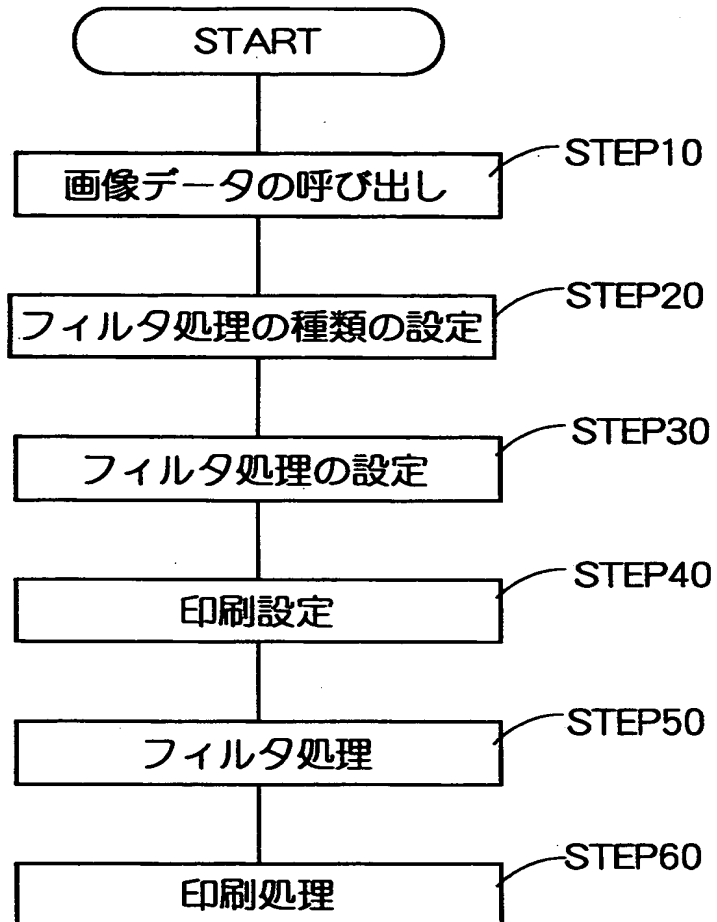 START
画像データの呼び出し
STEP10
フィルタ処理の種類の設定
STEP20
フィルタ処理の設定
STEP30
印刷設定
STEP40
フィルタ処理
STEP50
印刷処理
STEP60